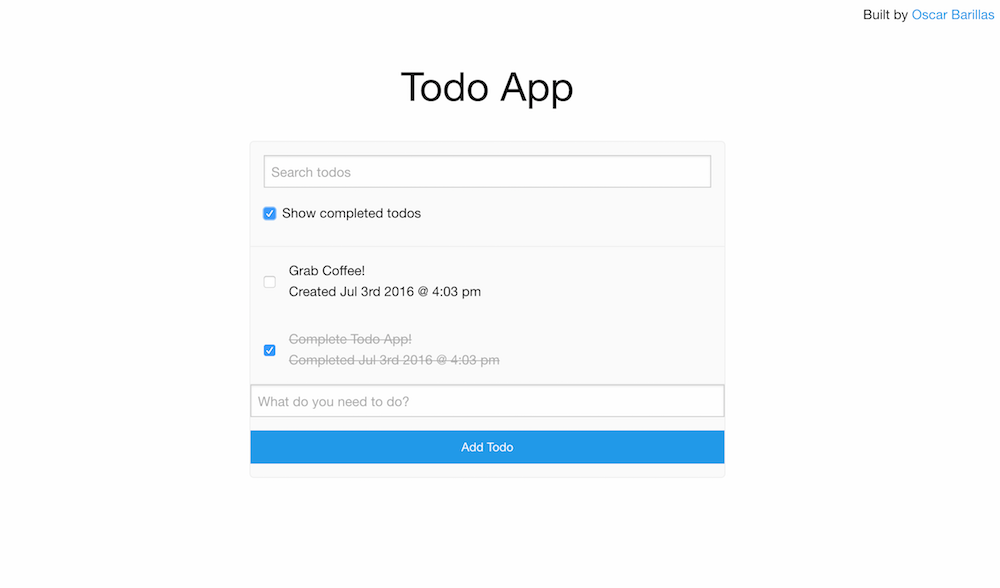 Built by Oscar Barillas
Todo App
Search todos
Show completed todos
Grab Coffee!
Created Jul 3rd 2016 @ 4:03 pm
Complete Todo App!
Completed Jul 3rd 2016 @ 4:03 pm
What do you need to do?
Add Todo